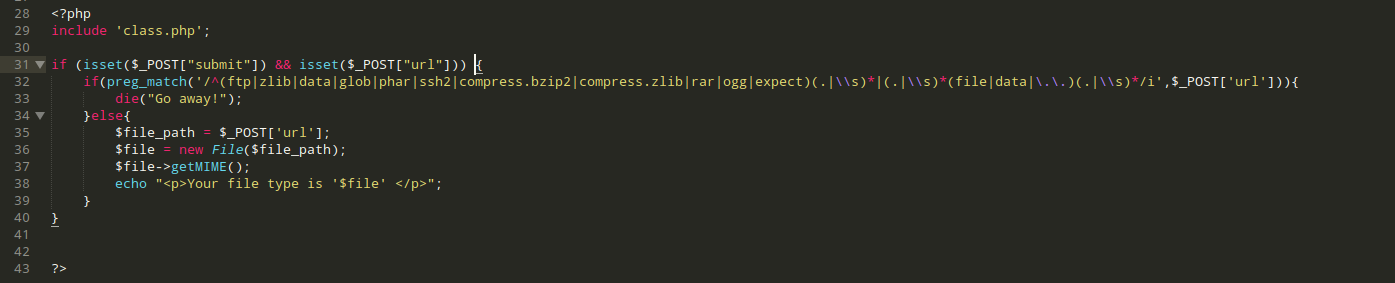 28 <?php
29 include 'class.php';
30
31 if (isset($_POST["submit"]) && isset($_POST["url"])) {
32     if(preg_match('/^(ftp|zlib|data|glob|phar|ssh2|compress.bzip2|compress.zlib|rar|ogg|expect)(.|\\s)*|(.|\\s)*(file|data|\.\.)(.|\\s)*/i',$_POST['url'])){
33         die("Go away!");
34     }else{
35         $file_path = $_POST['url'];
36         $file = new File($file_path);
37         $file->getMIME();
38         echo "<p>Your file type is '$file' </p>";
39     }
40 }
41
42
43 ?>